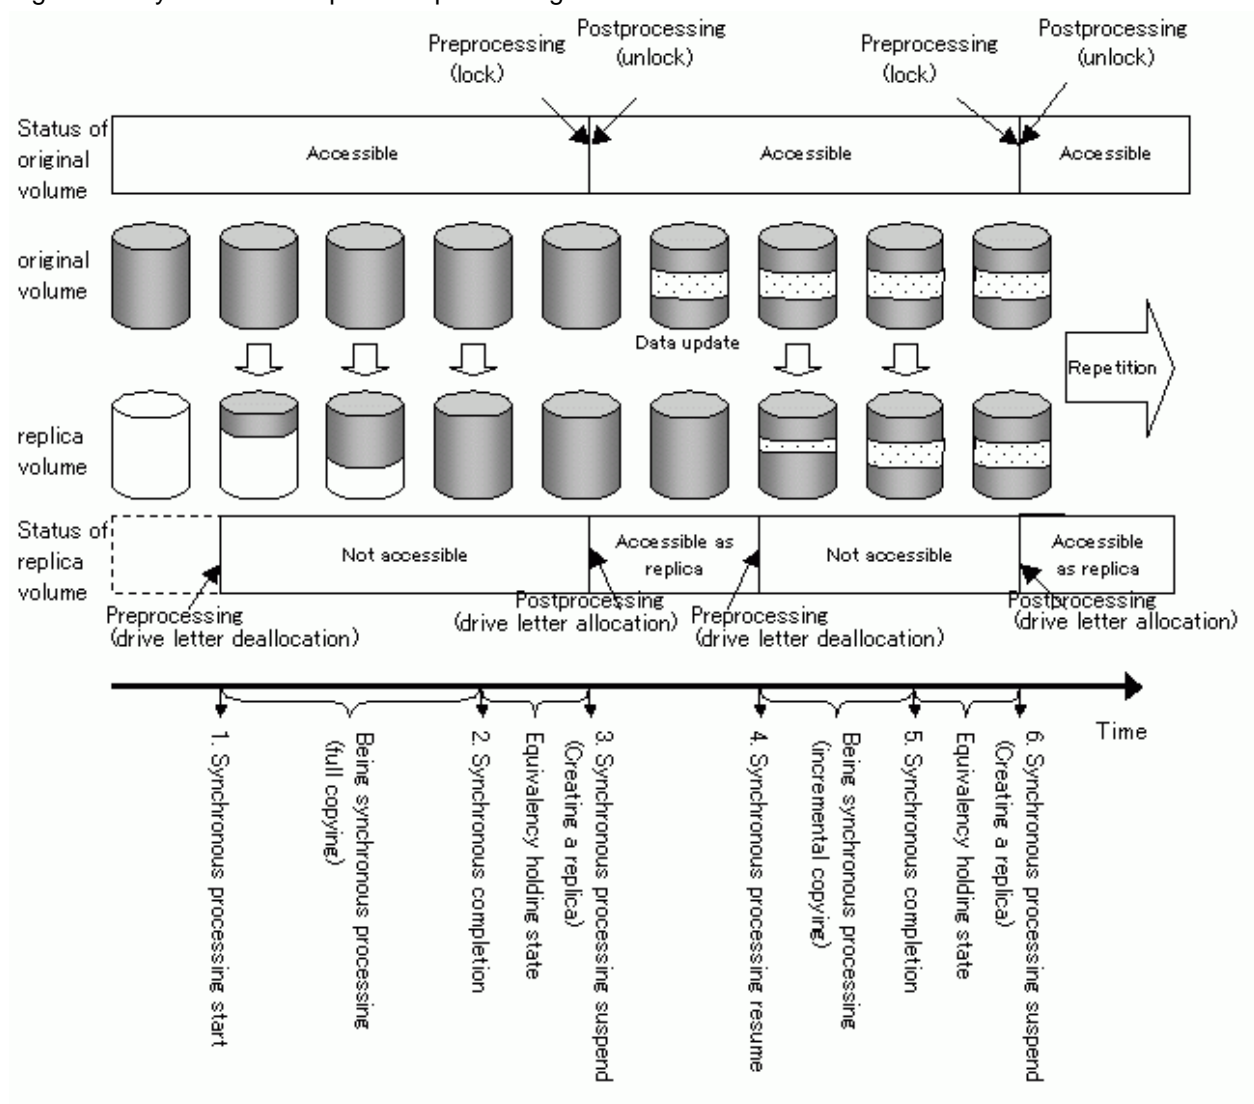 Preprocessing
(lock)
Postprocessing
(unlock)
Preprocessing
(lock)
Postprocessing
(unlock)
Status of
original
volume
Accessible
Accessible
Accessible
original
volume
Data update
Repetition
replica
volume
Status of
replica
volume
Not accessible
Accessible as
replica
Not accessible
Accessible
as replica
Preprocessing
(drive letter deallocation)
Postprocessing
(drive letter allocation)
Preprocessing
(drive letter deallocation)
Postprocessing
(drive letter allocation)
Time
1. Synchronous processing start
Being synchronous processing
(full copying)
2. Synchronous completion
Equivalency holding state
3. Synchronous processing suspend
(Creating a replica)
4. Synchronous processing resume
Being synchronous processing
(incremental copying)
5. Synchronous completion
Equivalency holding state
6. Synchronous processing suspend
(Creating a replica)